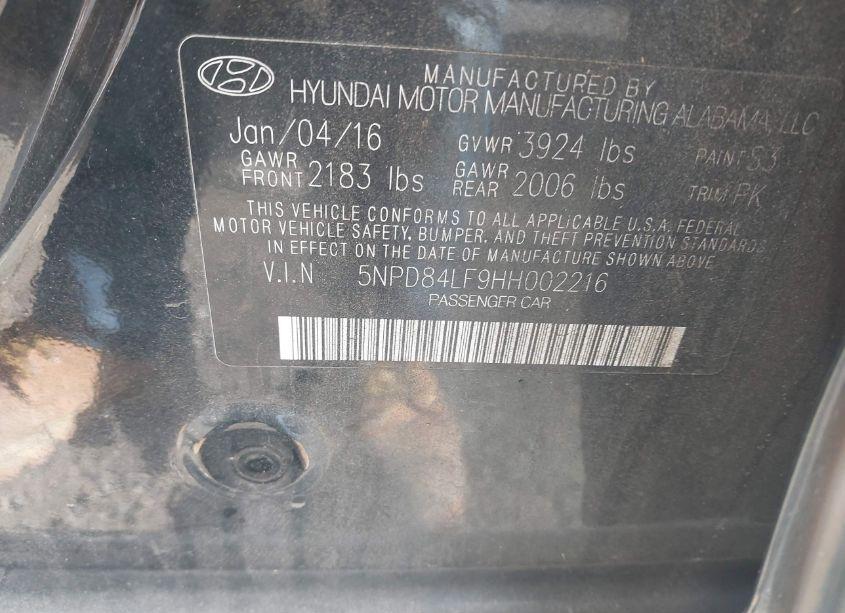 MANUFACTURED BY
HYUNDAI MOTOR MANUFACTURING ALABAMA, LLC
Jan/04/16 GVWR 3924 lbs PAINT S3
GAWR FRONT 2183 lbs GAWR REAR 2006 lbs TRIM PK
THIS VEHICLE CONFORMS TO ALL APPLICABLE U.S.A. FEDERAL
MOTOR VEHICLE SAFETY, BUMPER, AND THEFT PREVENTION STANDARDS
IN EFFECT ON THE DATE OF MANUFACTURE SHOWN ABOVE.
V.I.N 5NPD84LF9HH002216
PASSENGER CAR